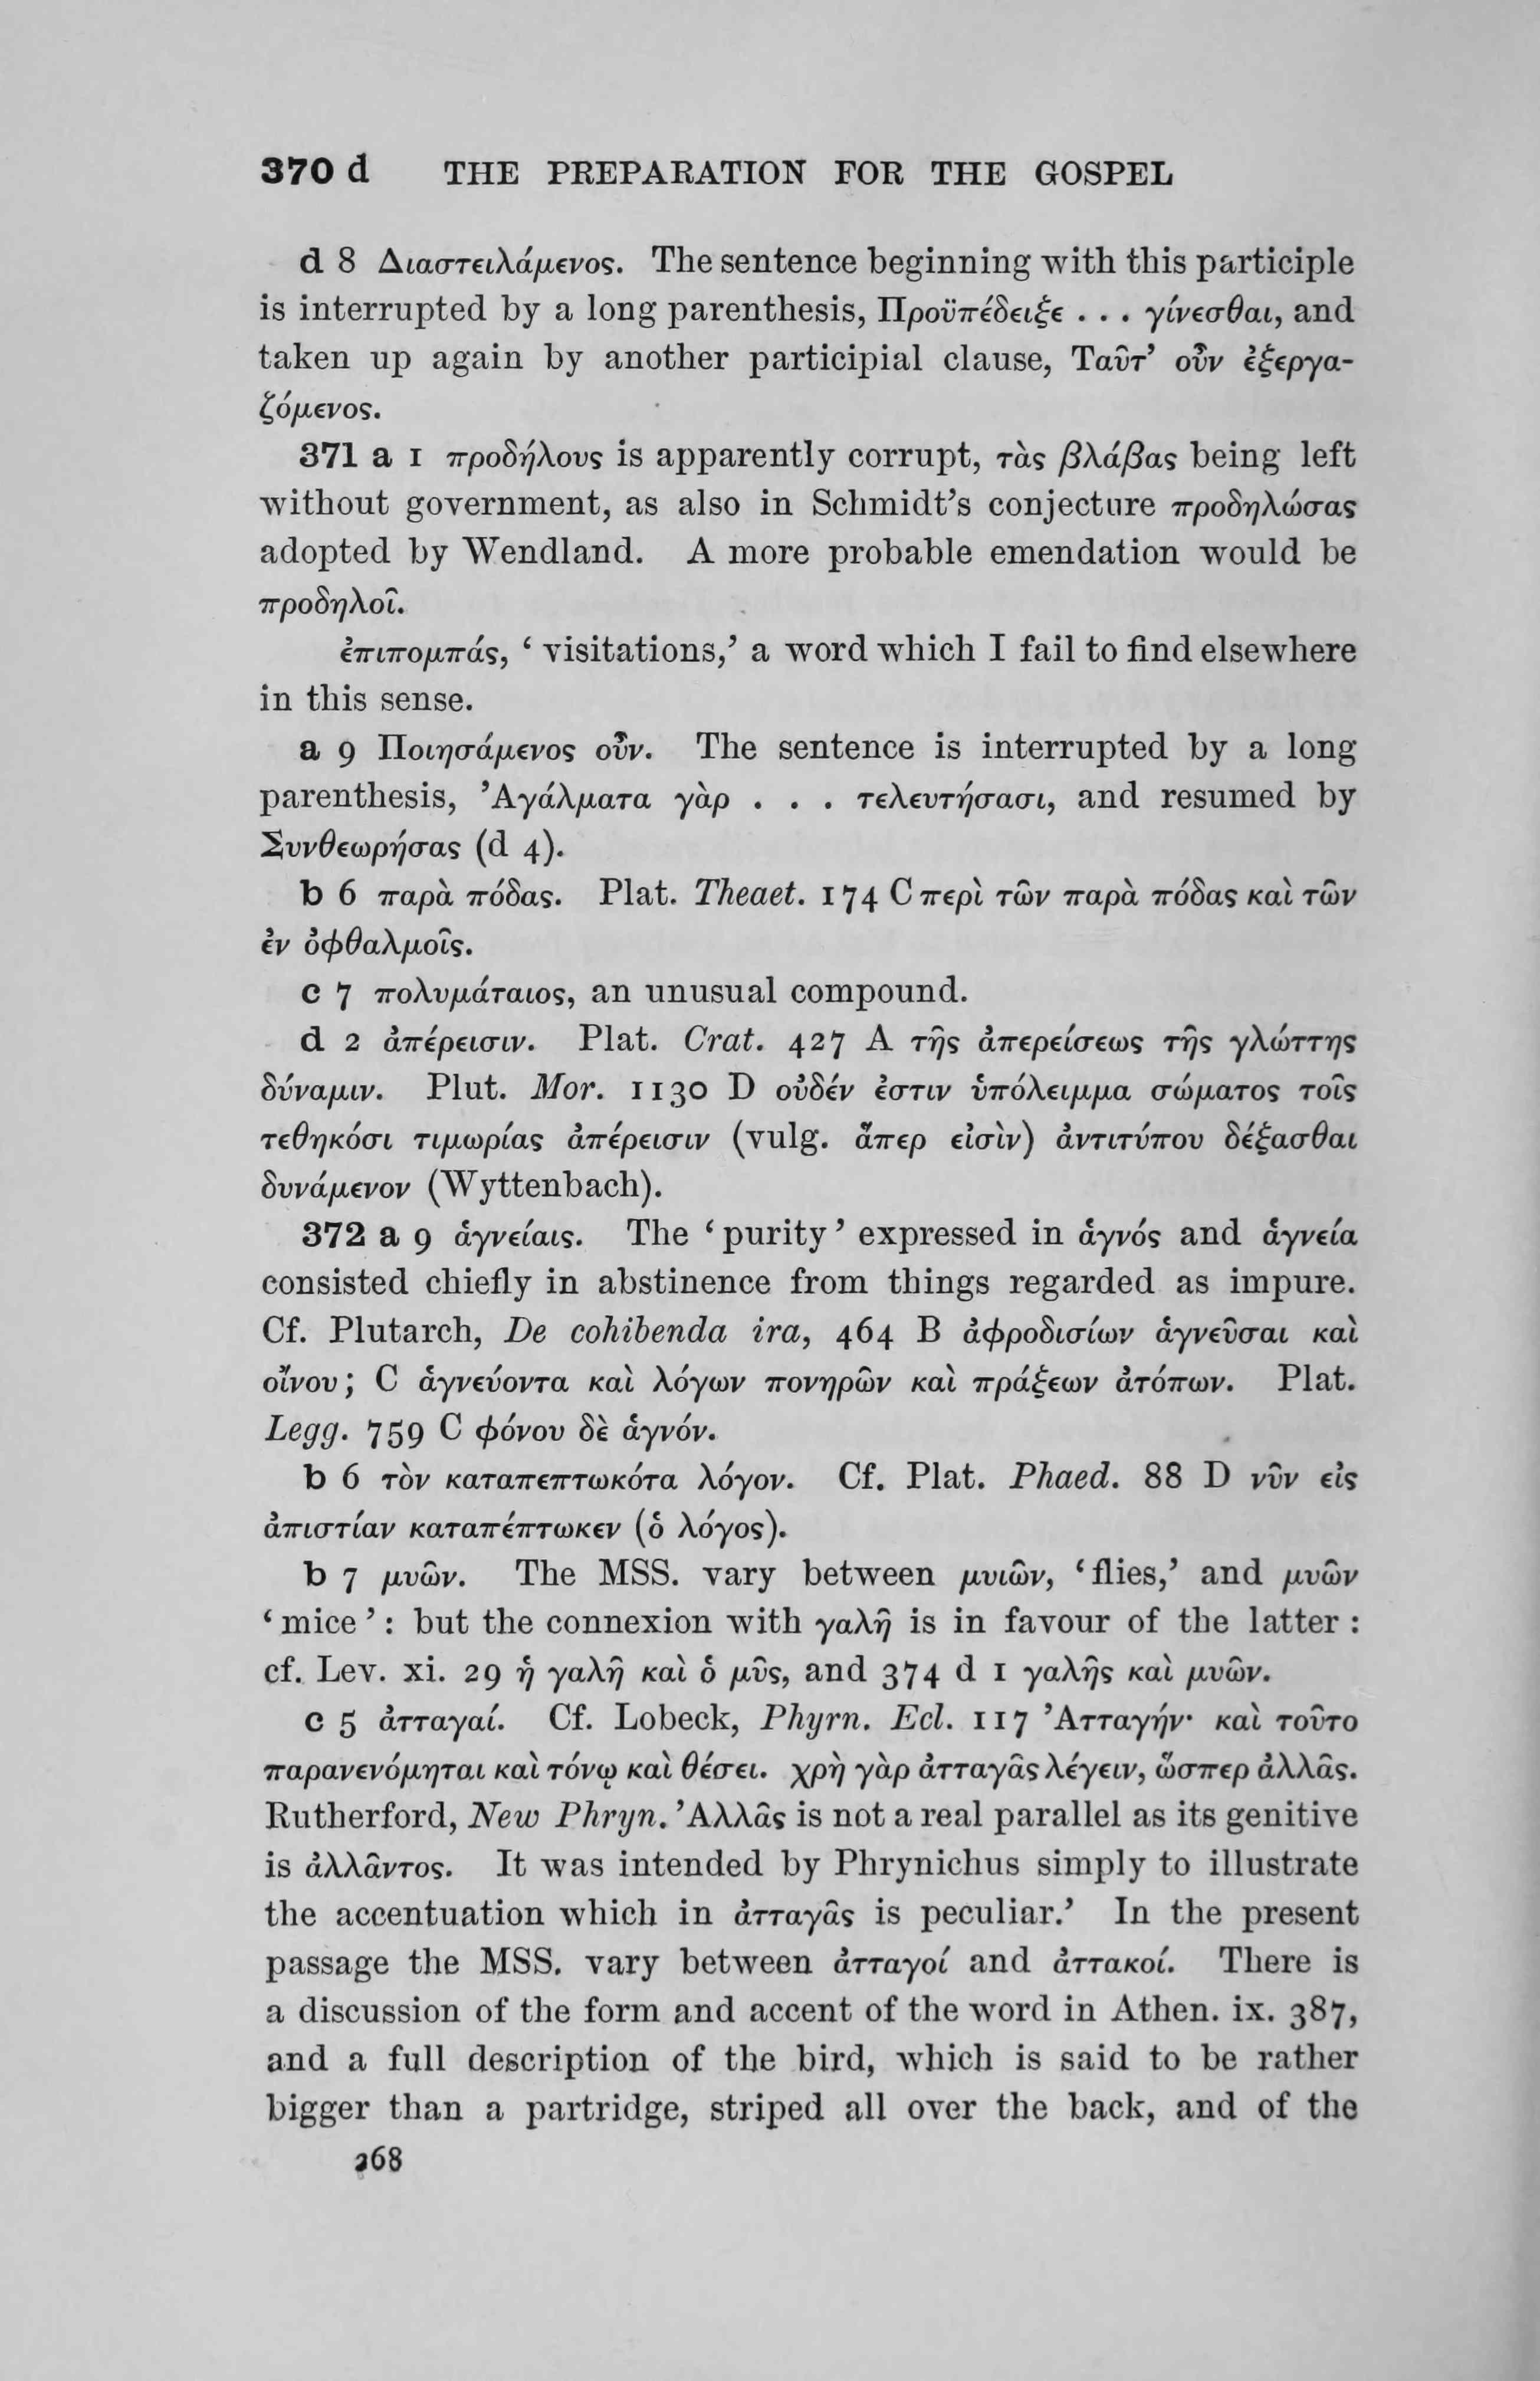 370 d THE PREPARATION FOR THE GOSPEL
d 8 Διαστειλάμενος. The sentence beginning with this participle
is interrupted by a long parenthesis, Προϋπέδειξε . . . γίνεσθαι, and
taken up again by another participial clause, Ταῦτ’ οὖν ἐξεργα-
ζόμενος.
371 a 1 προδήλους is apparently corrupt, τὰς βλάβας being left
without government, as also in Schmidt’s conjecture προδηλώσας
adopted by Wendland. A more probable emendation would be
προδηλοῖ.
ἐπιπομπάς, ‘ visitations,’ a word which I fail to find elsewhere
in this sense.
a 9 Ποιησάμενος οὖν. The sentence is interrupted by a long
parenthesis, Ἀγάλματα γὰρ . . . τελευτήσασι, and resumed by
Συνθεωρήσας (d 4).
b 6 παρὰ πόδας. Plat. Theaet. 174 C περὶ τῶν παρὰ πόδας καὶ τῶν
ἐν ὀφθαλμοῖς.
c 7 πολυμάταιος, an unusual compound.
d 2 ἀπέρεισιν. Plat. Crat. 427 A τῆς ἀπερείσεως τῆς γλώττης
δύναμιν. Plut. Mor. 1130 D οὐδέν ἐστιν ὑπόλειμμα σώματος τοῖς
τεθηκόσι τιμωρίας ἀπέρεισιν (vulg. ἅπερ εἰσὶν) ἀντιτύπου δέξασθαι
δυνάμενον (Wyttenbach).
372 a 9 ἁγνείαις. The ‘ purity ’ expressed in ἁγνός and ἁγνεία
consisted chiefly in abstinence from things regarded as impure.
Cf. Plutarch, De cohibenda ira, 464 B ἀφροδισίων ἁγνεῦσαι καὶ
οἴνου ; C ἁγνεύοντα καὶ λόγων πονηρῶν καὶ πράξεων ἀτόπων. Plat.
Legg. 759 C φόνου δὲ ἁγνόν.
b 6 τὸν καταπεπτωκότα λόγον. Cf. Plat. Phaed. 88 D νῦν εἰς
ἀπιστίαν καταπέπτωκεν (ὁ λόγος).
b 7 μυῶν. The MSS. vary between μυιῶν, ‘ flies,’ and μυῶν
‘ mice ’ : but the connexion with γαλῆ is in favour of the latter :
cf. Lev. xi. 29 ἡ γαλῆ καὶ ὁ μῦς, and 374 d 1 γαλῆς καὶ μυῶν.
c 5 ἀτταγαί. Cf. Lobeck, Phyrn. Ecl. 117 Ἀτταγήν· καὶ τοῦτο
παρανενόμηται καὶ τόνῳ καὶ θέσει. χρὴ γὰρ ἀτταγᾶς λέγειν, ὥσπερ ἀλλᾶς.
Rutherford, New Phryn. Ἀλλᾶς is not a real parallel as its genitive
is ἀλλᾶντος. It was intended by Phrynichus simply to illustrate
the accentuation which in ἀτταγᾶς is peculiar.’ In the present
passage the MSS. vary between ἀτταγοί and ἀττακοί. There is
a discussion of the form and accent of the word in Athen. ix. 387,
and a full description of the bird, which is said to be rather
bigger than a partridge, striped all over the back, and of the
268